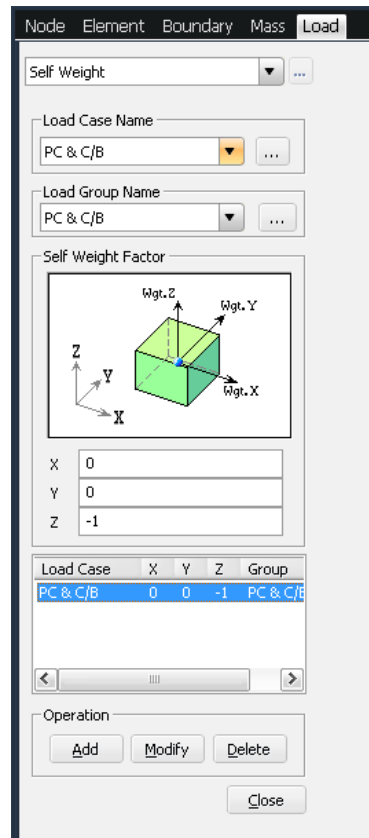 Node Element Boundary Mass Load
Self Weight ...
Load Case Name
PC & C/B ...
Load Group Name
PC & C/B ...
Self Weight Factor
Wgt.Z
Wgt.Y
Z
Y
Wgt.X
X
X 0
Y 0
Z -1
Load Case X Y Z Group
PC & C/B 0 0 -1 PC & C/B
Operation
Add Modify Delete
Close